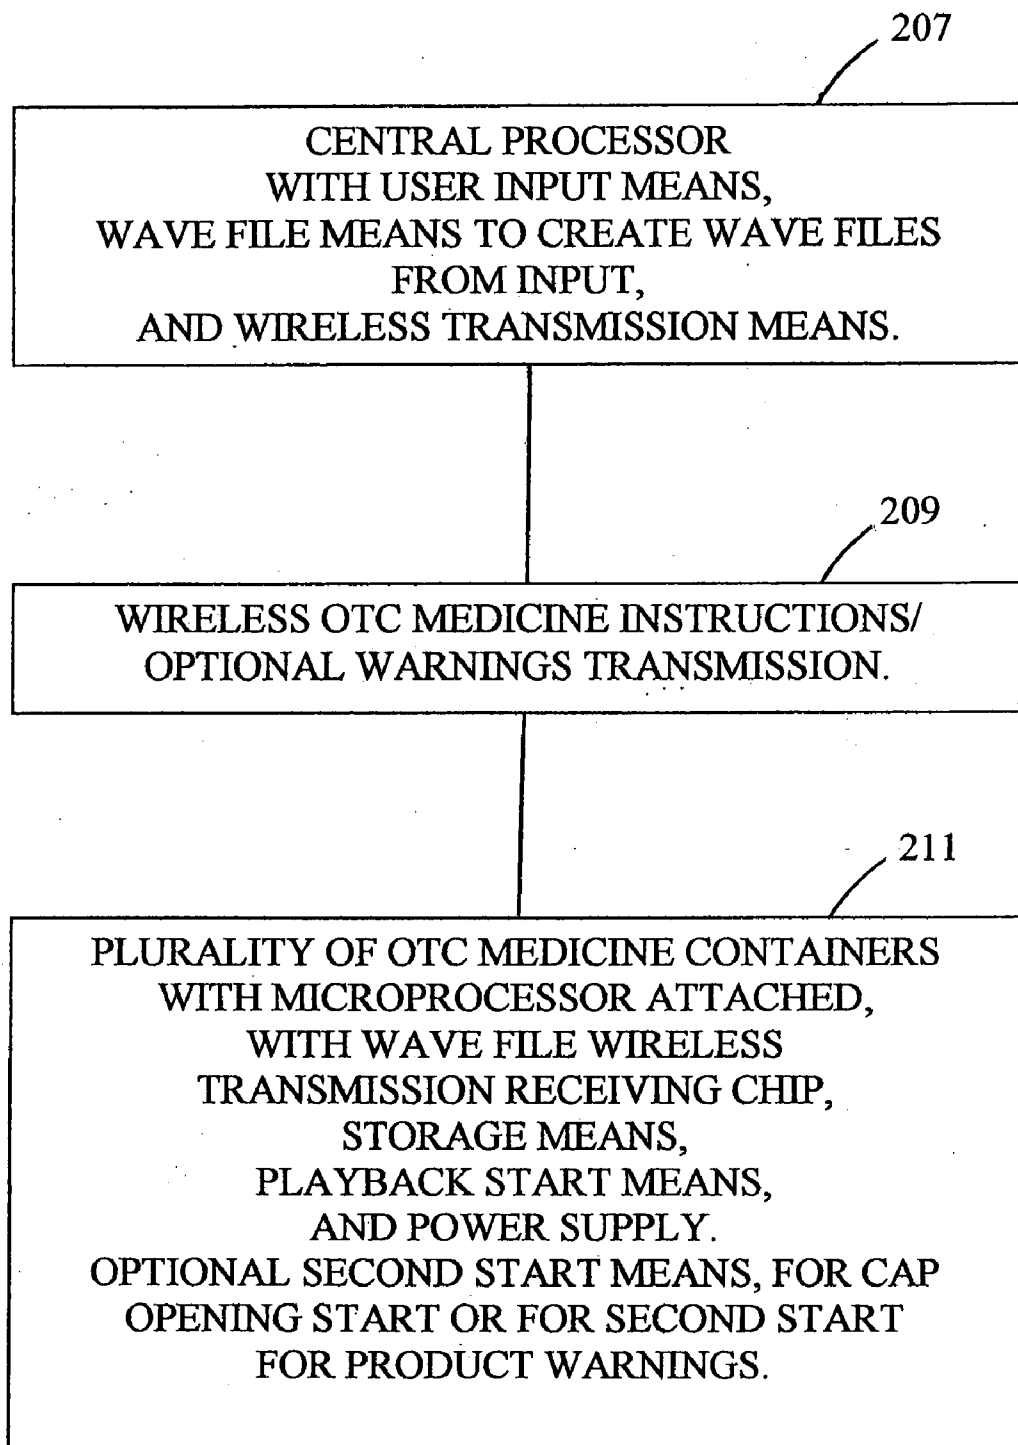 207
CENTRAL PROCESSOR
WITH USER INPUT MEANS,
WAVE FILE MEANS TO CREATE WAVE FILES
FROM INPUT,
AND WIRELESS TRANSMISSION MEANS.
209
WIRELESS OTC MEDICINE INSTRUCTIONS/
OPTIONAL WARNINGS TRANSMISSION.
211
PLURALITY OF OTC MEDICINE CONTAINERS
WITH MICROPROCESSOR ATTACHED,
WITH WAVE FILE WIRELESS
TRANSMISSION RECEIVING CHIP,
STORAGE MEANS,
PLAYBACK START MEANS,
AND POWER SUPPLY.
OPTIONAL SECOND START MEANS, FOR CAP
OPENING START OR FOR SECOND START
FOR PRODUCT WARNINGS.